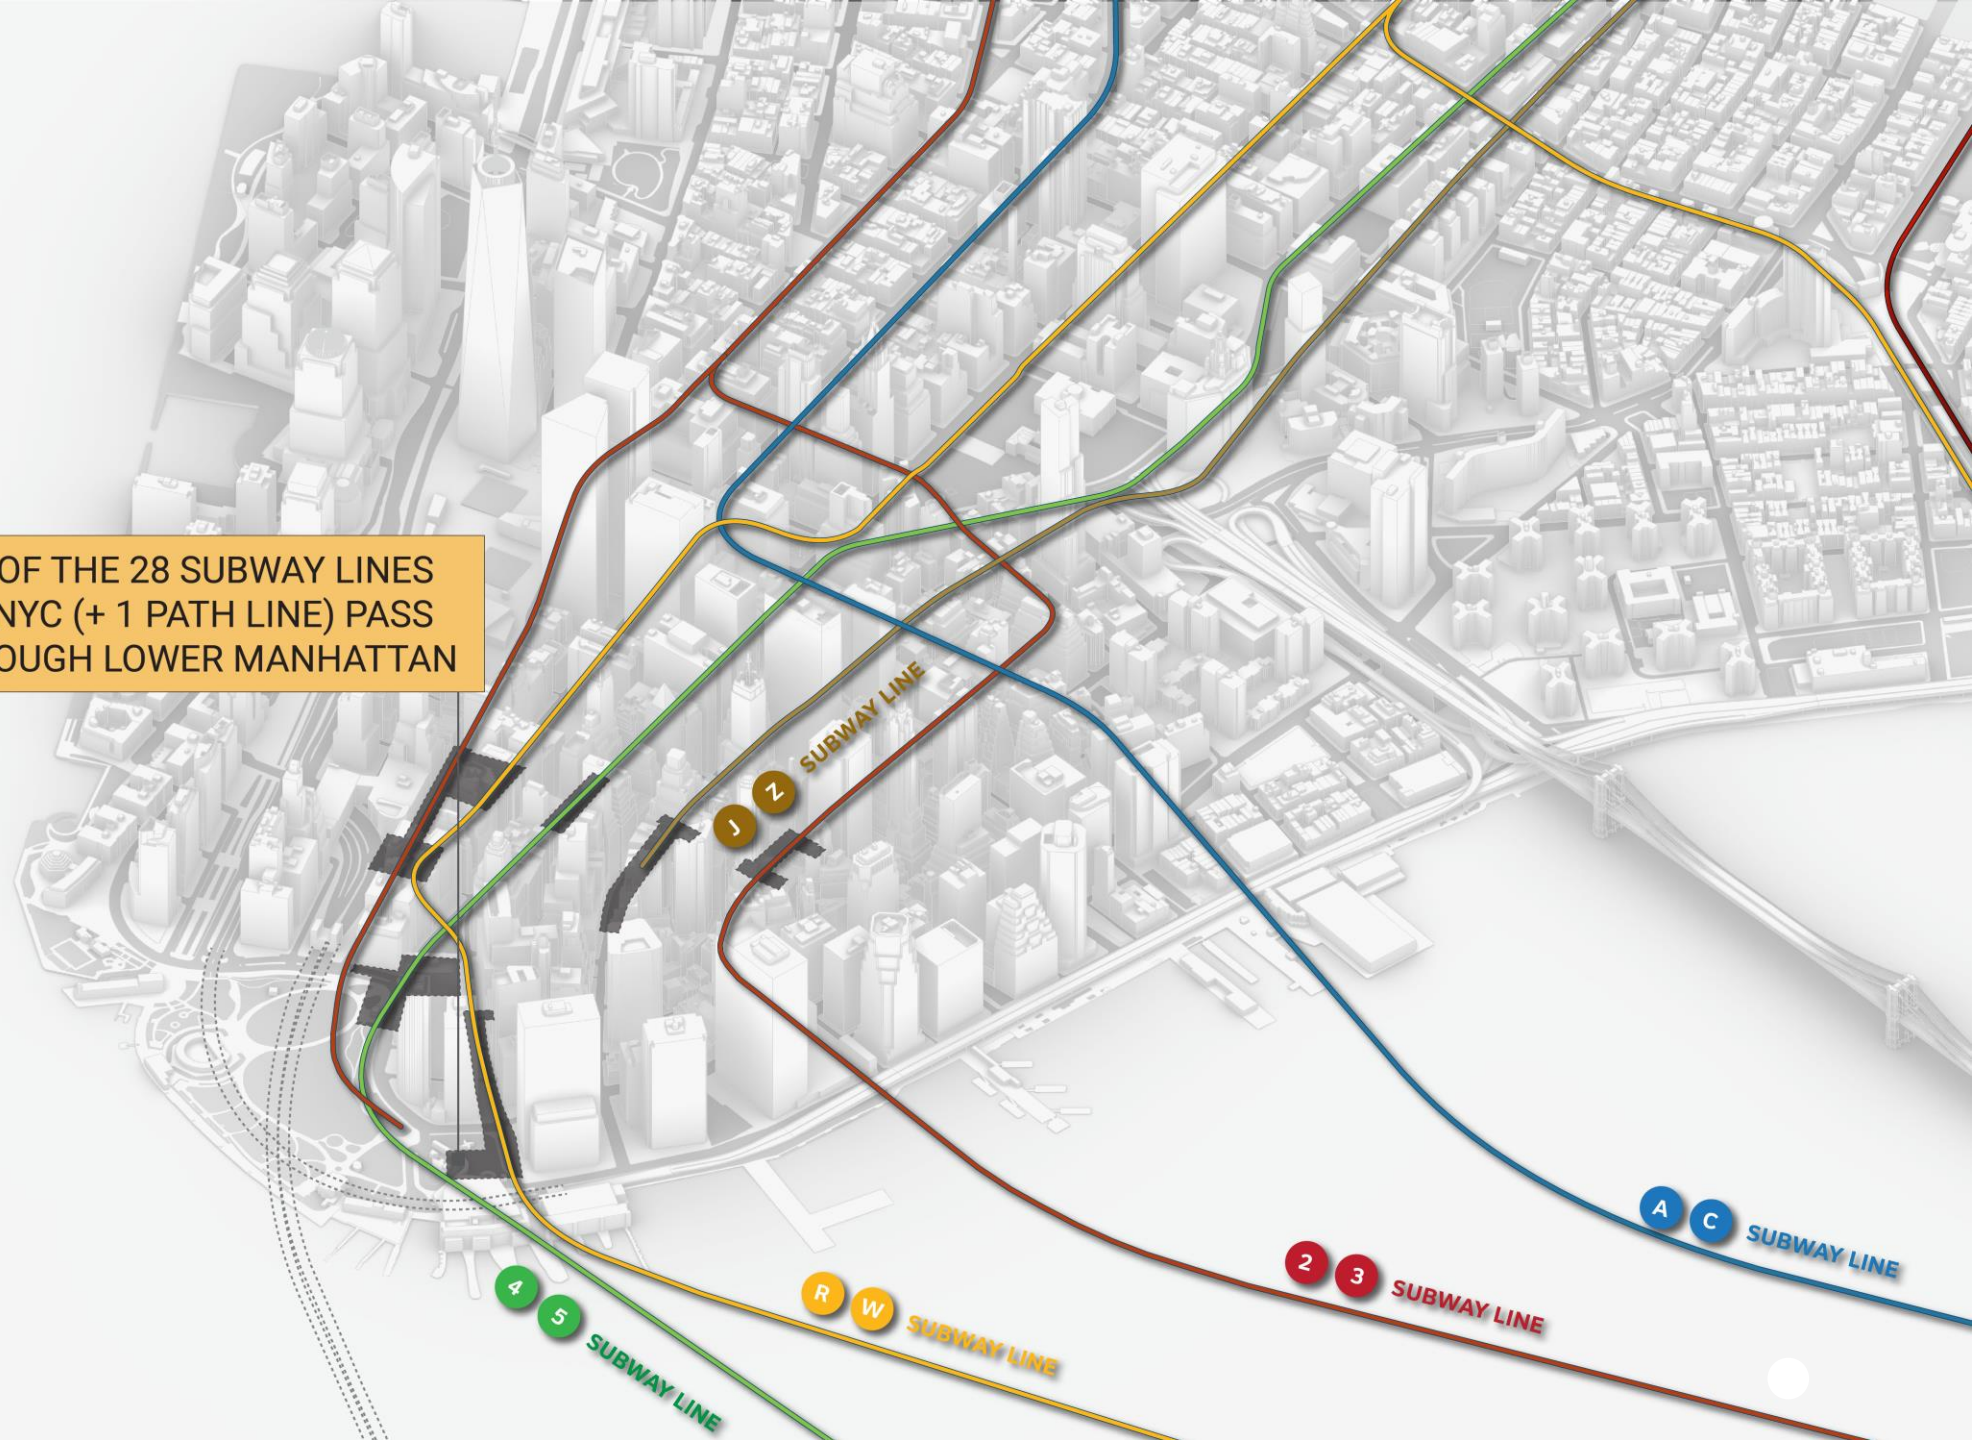 OF THE 28 SUBWAY LINES
NYC (+ 1 PATH LINE) PASS
OUGH LOWER MANHATTAN
J Z SUBWAY LINE
A C SUBWAY LINE
2 3 SUBWAY LINE
R W SUBWAY LINE
4 5 SUBWAY LINE